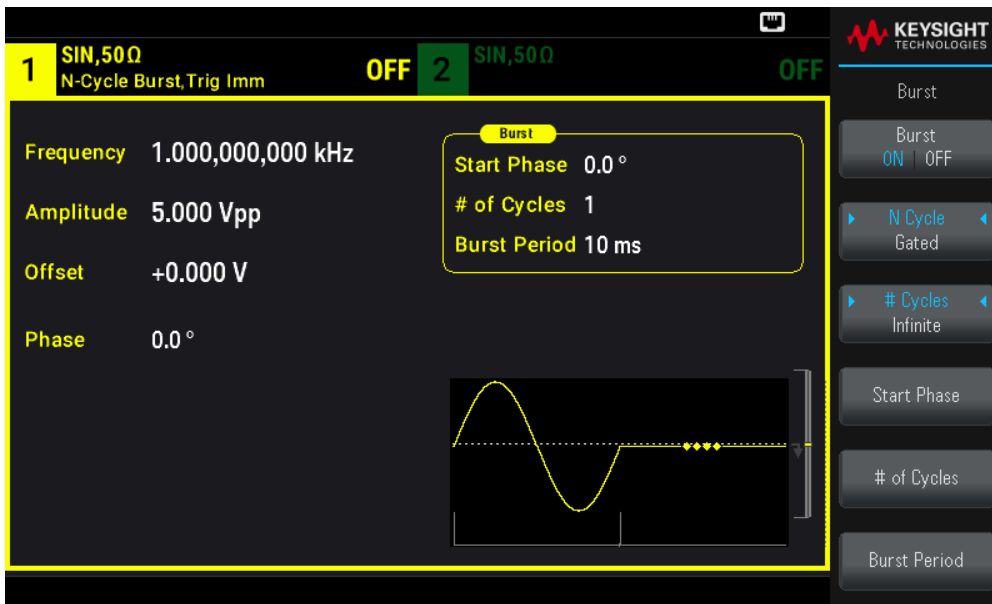 1
SIN,50Ω
N-Cycle Burst,Trig Imm
OFF
2
SIN,50Ω
OFF
Frequency 1.000,000,000 kHz
Amplitude 5.000 Vpp
Offset +0.000 V
Phase 0.0 °
Burst
Start Phase 0.0 °
# of Cycles 1
Burst Period 10 ms
KEYSIGHT
TECHNOLOGIES
Burst
Burst
ON | OFF
N Cycle
Gated
# Cycles
Infinite
Start Phase
# of Cycles
Burst Period